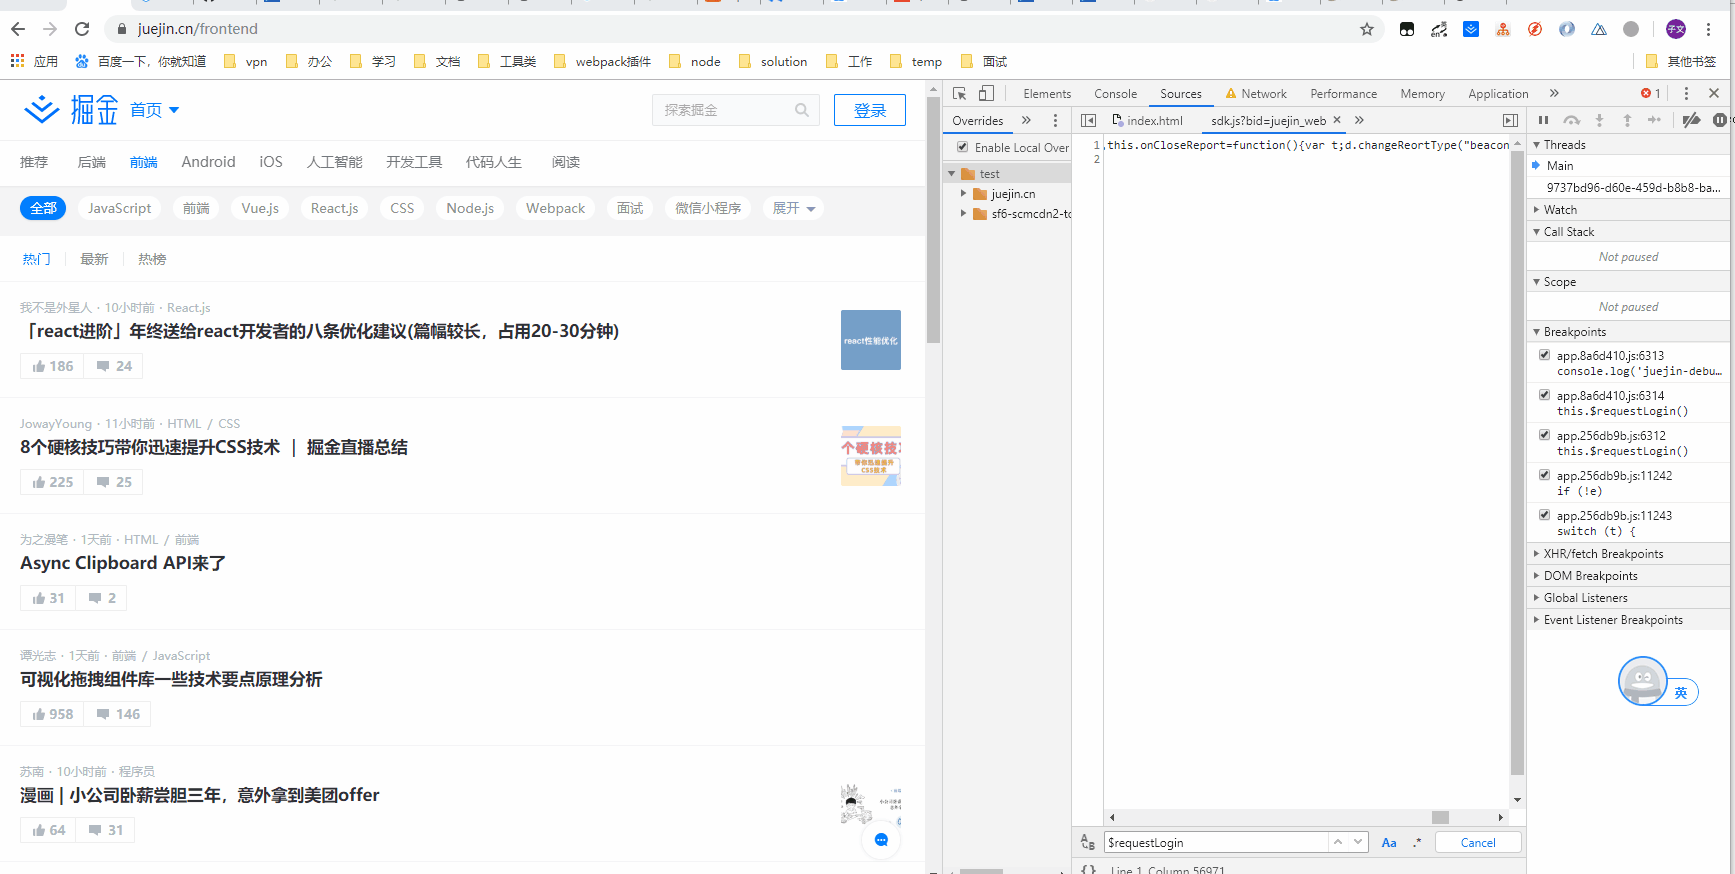 juejin.cn/frontend
子文
应用 百度一下，你就知道 vpn 办公 学习 文档 工具类 webpack插件 node solution 工作 temp 面试 其他书签
掘金 首页 探索掘金 登录
推荐 后端 前端 Android iOS 人工智能 开发工具 代码人生 阅读
全部 JavaScript 前端 Vue.js React.js CSS Node.js Webpack 面试 微信小程序 展开
热门 最新 热榜
我不是外星人 · 10小时前 · React.js
「react进阶」年终送给react开发者的八条优化建议(篇幅较长，占用20-30分钟)
186 24
react性能优化
JowayYoung · 11小时前 · HTML / CSS
8个硬核技巧带你迅速提升CSS技术 ｜ 掘金直播总结
225 25
个硬核技巧
带你迅速提升
CSS技术
为之漫笔 · 1天前 · HTML / 前端
Async Clipboard API来了
31 2
谭光志 · 1天前 · 前端 / JavaScript
可视化拖拽组件库一些技术要点原理分析
958 146
苏南 · 10小时前 · 程序员
漫画 | 小公司卧薪尝胆三年，意外拿到美团offer
64 31
Elements Console Sources Network Performance Memory Application » 1
Overrides » index.html sdk.js?bid=juejin_web × »
Enable Local Over
test
juejin.cn
sf6-scmcdn2-to
1 ,this.onCloseReport=function(){var t;d.changeReortType("beacon
2
$requestLogin Aa .* Cancel
{} Line 1, Column 56971
Threads
Main
9737bd96-d60e-459d-b8b8-ba...
Watch
Call Stack
Not paused
Scope
Not paused
Breakpoints
app.8a6d410.js:6313
console.log('juejin-debu…
app.8a6d410.js:6314
this.$requestLogin()
app.256db9b.js:6312
this.$requestLogin()
app.256db9b.js:11242
if (!e)
app.256db9b.js:11243
switch (t) {
XHR/fetch Breakpoints
DOM Breakpoints
Global Listeners
Event Listener Breakpoints
英